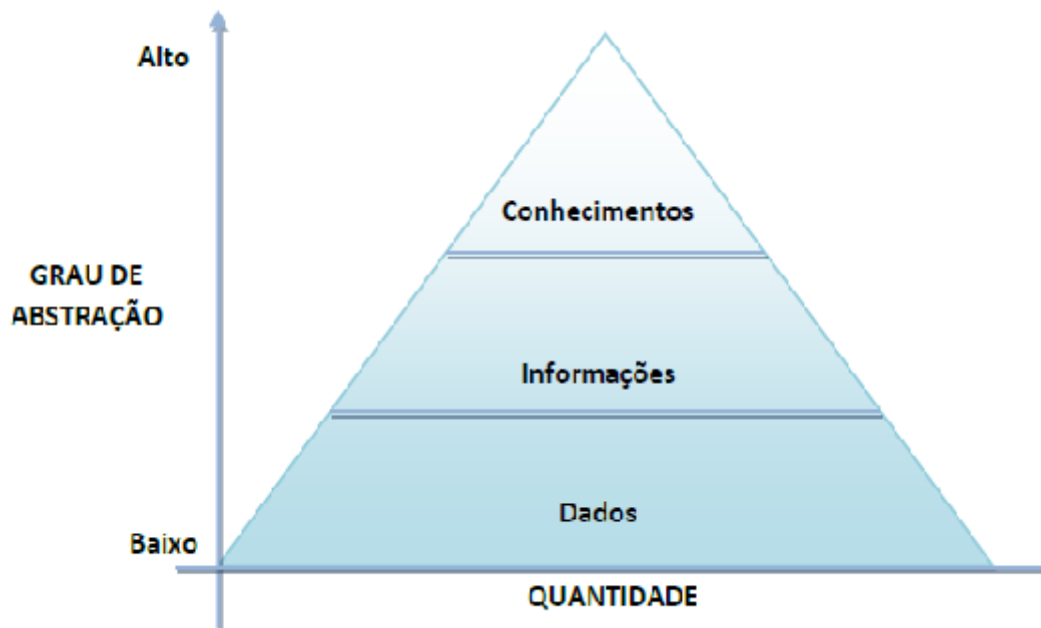 Alto
Conhecimentos
GRAU DE
ABSTRAÇÃO
Informações
Dados
Baixo
QUANTIDADE